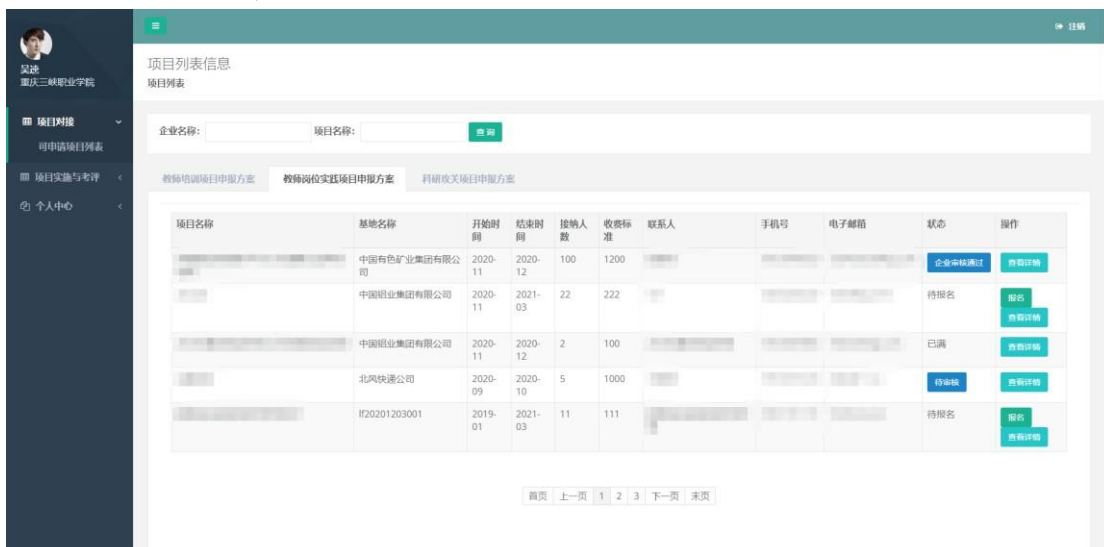 注销
吴迪
重庆三峡职业学院
项目列表信息
项目列表
项目对接
可申请项目列表
项目实施与考评
个人中心
企业名称: 项目名称: 查询
教师培训项目申报方案 教师岗位实践项目申报方案 科研攻关项目申报方案
项目名称 基地名称 开始时间 结束时间 接纳人数 收费标准 联系人 手机号 电子邮箱 状态 操作
中国有色矿业集团有限公司 2020-11 2020-12 100 1200 企业审核通过 查看详情
中国铝业集团有限公司 2020-11 2021-03 22 222 待报名 报名 查看详情
中国铝业集团有限公司 2020-11 2020-12 2 100 已满 查看详情
北风快递公司 2020-09 2020-10 5 1000 待审核 查看详情
lf20201203001 2019-01 2021-03 11 111 待报名 报名 查看详情
首页 上一页 1 2 3 下一页 末页